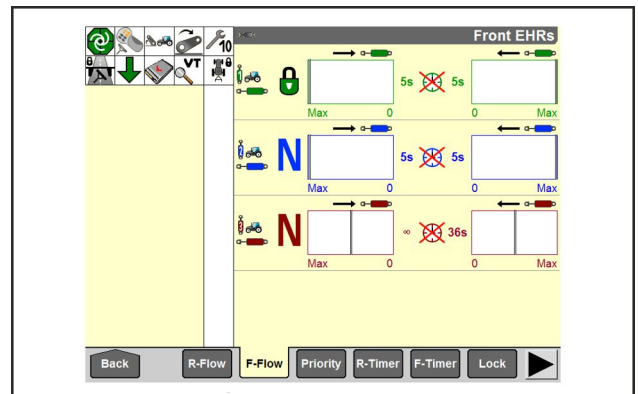 10
Front EHRs
VT
5s 5s
Max 0 0 Max
N
5s 5s
Max 0 0 Max
N
∞ 36s
Max 0 0 Max
Back R-Flow F-Flow Priority R-Timer F-Timer Lock